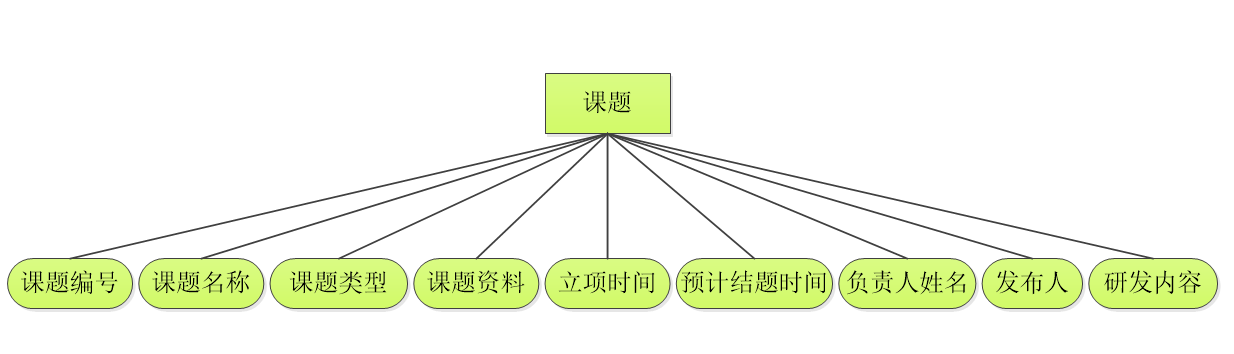 课题
课题编号
课题名称
课题类型
课题资料
立项时间
预计结题时间
负责人姓名
发布人
研发内容